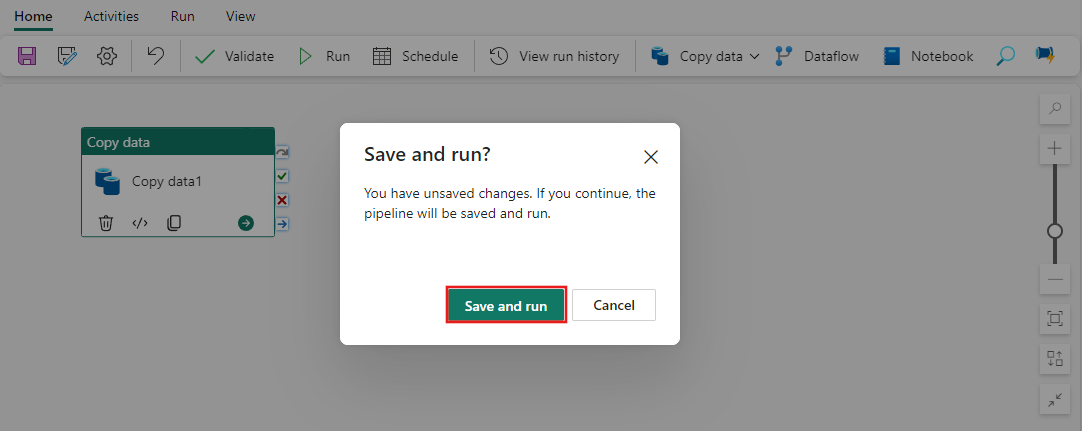 Home Activities Run View
Validate Run Schedule View run history Copy data Dataflow Notebook
Copy data
Copy data1
Save and run?
You have unsaved changes. If you continue, the
pipeline will be saved and run.
Save and run Cancel